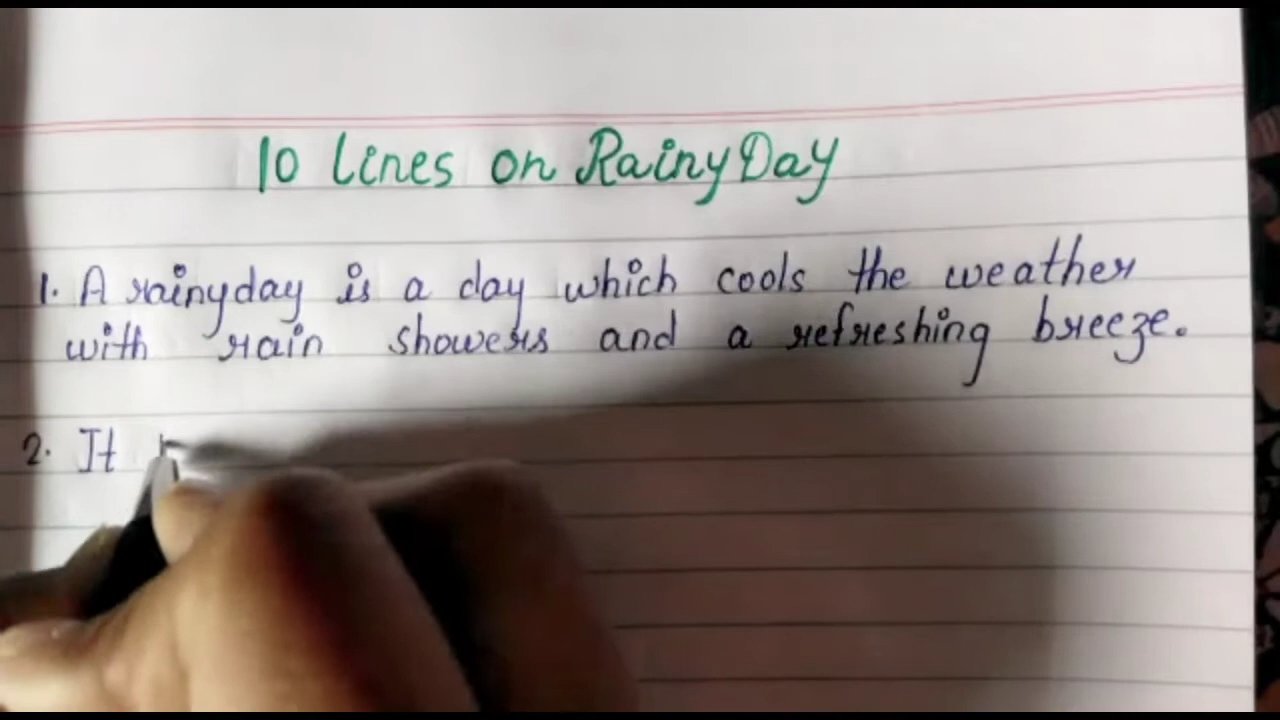 10 Lines on Rainy Day
1. A rainyday is a day which cools the weather
with rain showers and a refreshing breeze.
2. It